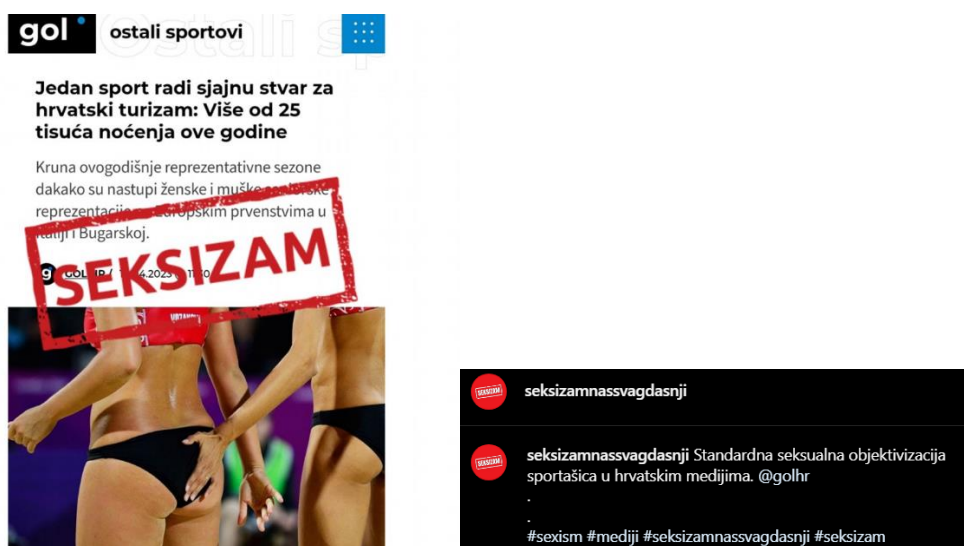 gol
ostali sportovi
Jedan sport radi sjajnu stvar za
hrvatski turizam: Više od 25
tisuća noćenja ove godine
Kruna ovogodišnje reprezentativne sezone
dakako su nastupi ženske i muške
reprezentacije Europskim prvenstvima u
Italiji i Bugarskoj.
SEKSIZAM
seksizamnassvagdasnji
seksizamnassvagdasnji Standardna seksualna objektivizacija
sportašica u hrvatskim medijima. @golhr
.
.
#sexism #mediji #seksizamnassvagdasnji #seksizam